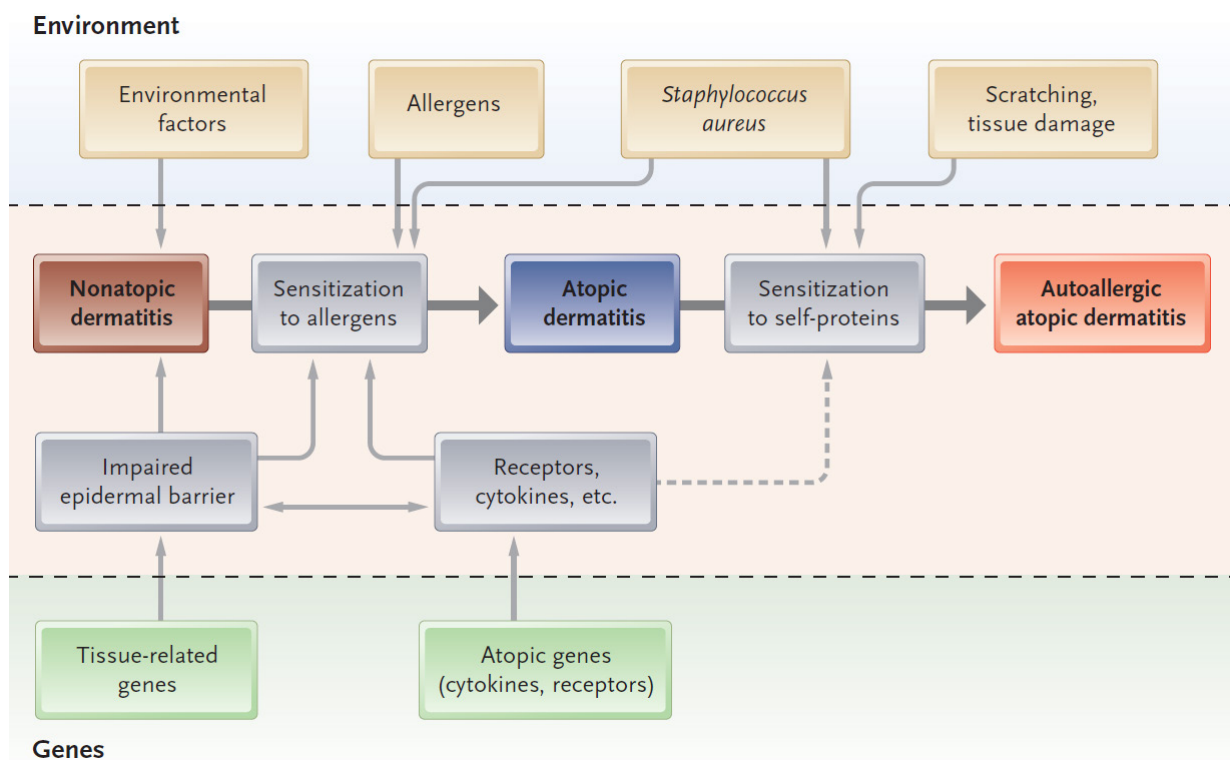 Environment
Environmental
factors
Allergens
Staphylococcus
aureus
Scratching,
tissue damage
Nonatopic
dermatitis
Sensitization
to allergens
Atopic
dermatitis
Sensitization
to self-proteins
Autoallergic
atopic dermatitis
Impaired
epidermal barrier
Receptors,
cytokines, etc.
Tissue-related
genes
Atopic genes
(cytokines, receptors)
Genes